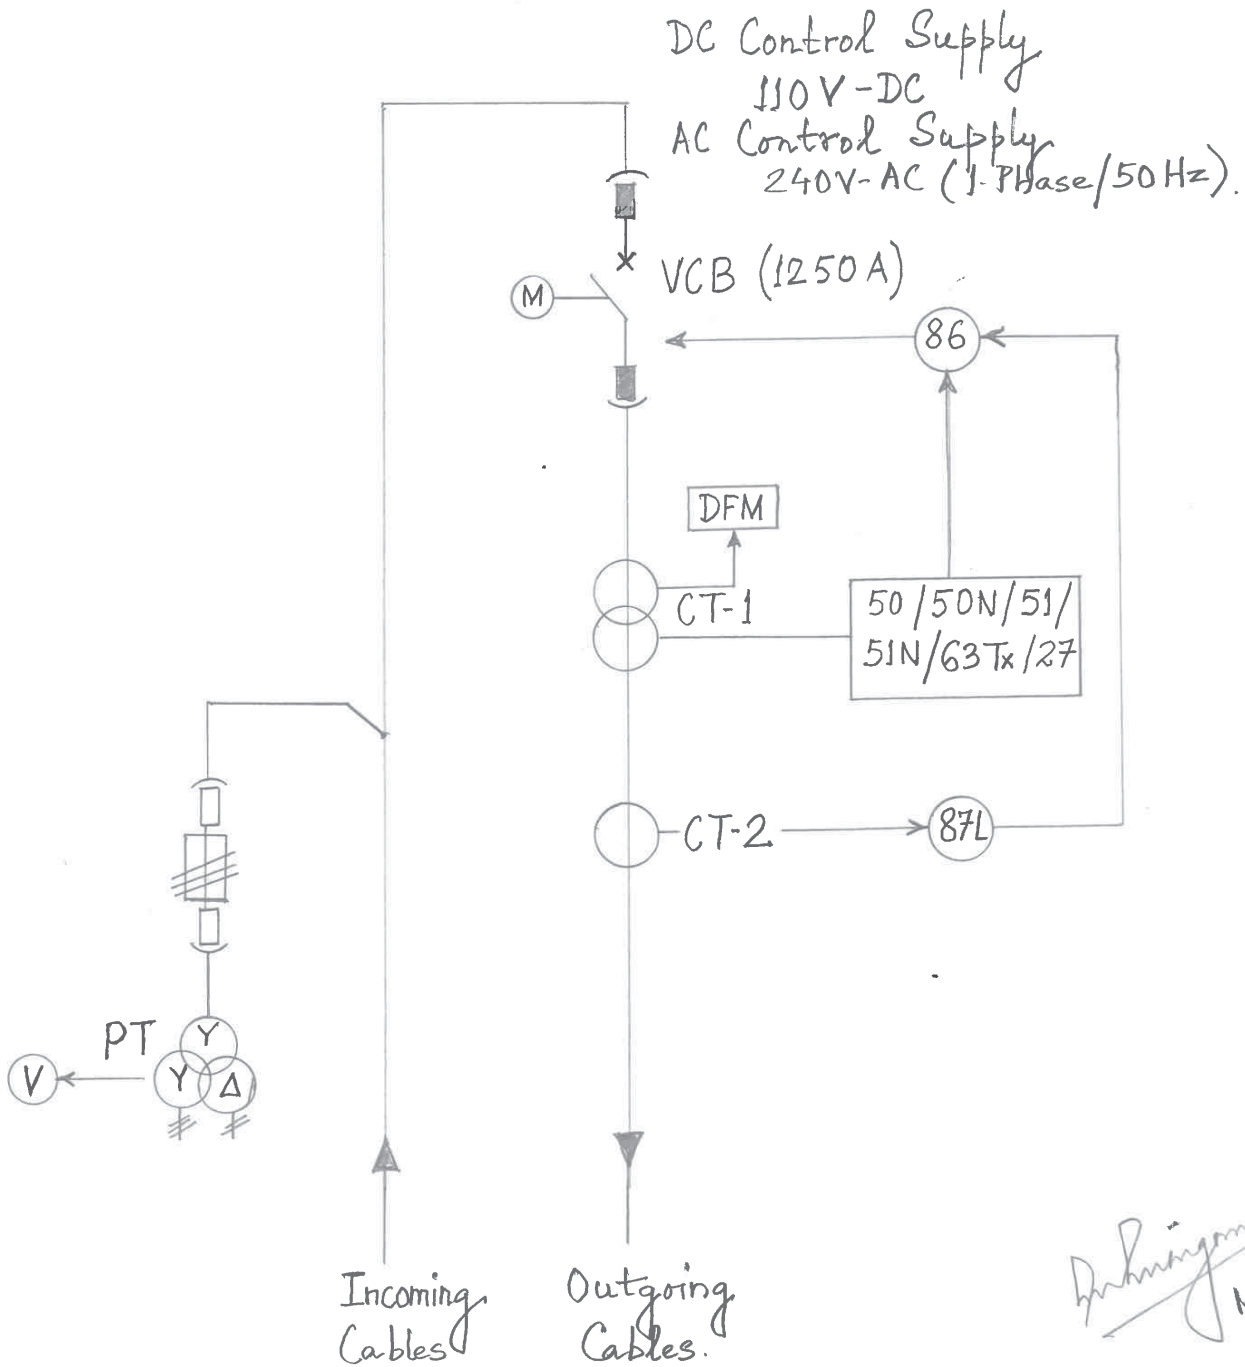 DC Control Supply
110V-DC
AC Control Supply
240V-AC (1-Phase/50Hz).
M
VCB (1250A)
86
DFM
CT-1
50/50N/51/
51N/63Tx/27
CT-2
87L
PT
Y
V
Y
Δ
Incoming
Cables
Outgoing
Cables.